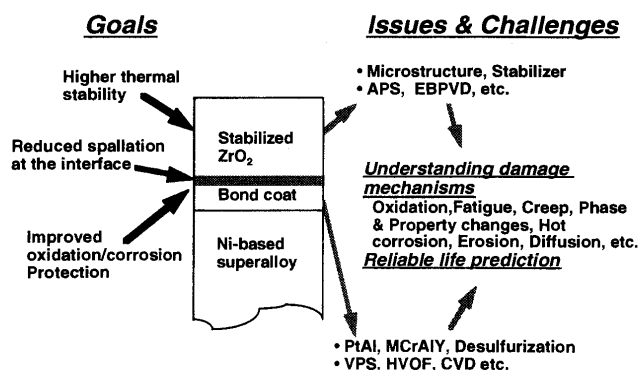 Goals
Higher thermal
stability
Reduced spallation
at the interface
Improved
oxidation/corrosion
Protection
Stabilized
ZrO₂
Bond coat
Ni-based
superalloy
Issues & Challenges
• Microstructure, Stabilizer
• APS, EBPVD, etc.
Understanding damage
mechanisms
Oxidation,Fatigue, Creep, Phase
& Property changes, Hot
corrosion, Erosion, Diffusion, etc.
Reliable life prediction
• PtAl, MCrAlY, Desulfurization
• VPS, HVOF, CVD etc.